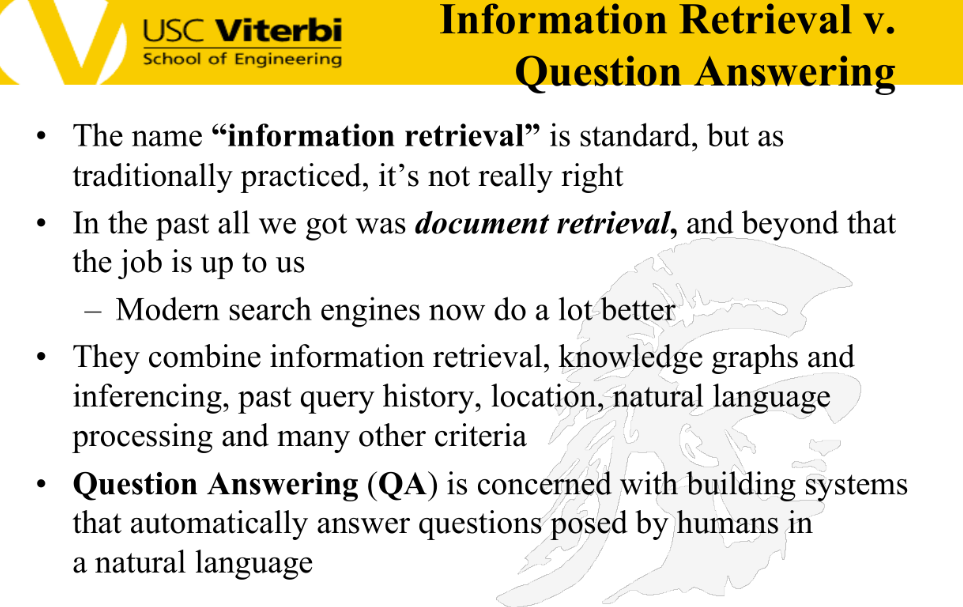 USC Viterbi
School of Engineering
Information Retrieval v.
Question Answering
• The name “information retrieval” is standard, but as
traditionally practiced, it’s not really right
• In the past all we got was document retrieval, and beyond that
the job is up to us
– Modern search engines now do a lot better
• They combine information retrieval, knowledge graphs and
inferencing, past query history, location, natural language
processing and many other criteria
• Question Answering (QA) is concerned with building systems
that automatically answer questions posed by humans in
a natural language